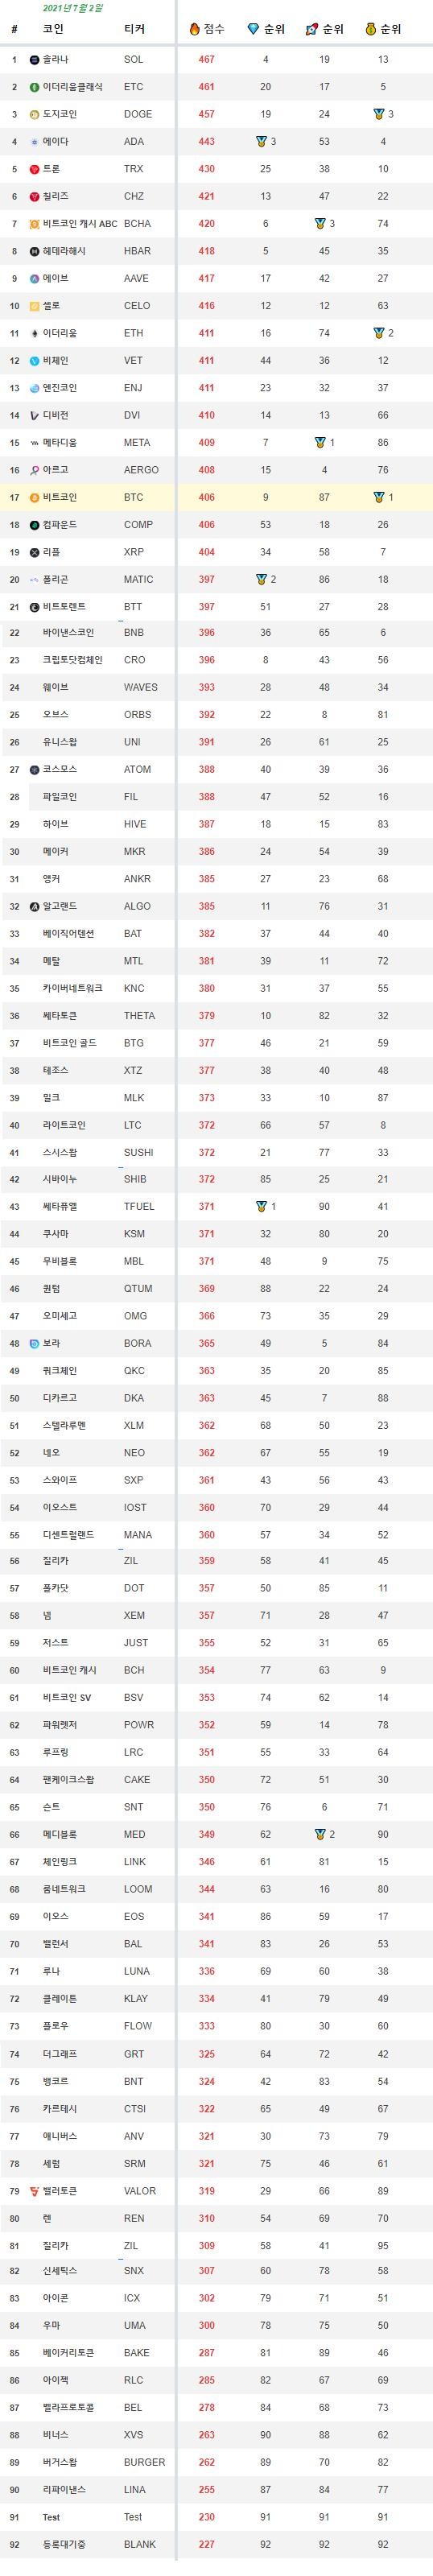 2021년 7월 2일
# 코인 티커 🔥 점수 💎 순위 🚀 순위 💰 순위
1 솔라나 SOL 467 4 19 13
2 이더리움클래식 ETC 461 20 17 5
3 도지코인 DOGE 457 19 24 🏅 3
4 에이다 ADA 443 🏅 3 53 4
5 트론 TRX 430 25 38 10
6 칠리즈 CHZ 421 13 47 22
7 비트코인 캐시 ABC BCHA 420 6 🏅 3 74
8 헤데라해시 HBAR 418 5 45 35
9 에이브 AAVE 417 17 42 27
10 셀로 CELO 416 12 12 63
11 이더리움 ETH 411 16 74 🏅 2
12 비체인 VET 411 44 36 12
13 엔진코인 ENJ 411 23 32 37
14 디비전 DVI 410 14 13 66
15 메타디움 META 409 7 🏅 1 86
16 아르고 AERGO 408 15 4 76
17 비트코인 BTC 406 9 87 🏅 1
18 컴파운드 COMP 406 53 18 26
19 리플 XRP 404 34 58 7
20 폴리곤 MATIC 397 🏅 2 86 18
21 비트토렌트 BTT 397 51 27 28
22 바이낸스코인 BNB 396 36 65 6
23 크립토닷컴체인 CRO 396 8 43 56
24 웨이브 WAVES 393 28 48 34
25 오브스 ORBS 392 22 8 81
26 유니스왑 UNI 391 26 61 25
27 코스모스 ATOM 388 40 39 36
28 파일코인 FIL 388 47 52 16
29 하이브 HIVE 387 18 15 83
30 메이커 MKR 386 24 54 39
31 앵커 ANKR 385 27 23 68
32 알고랜드 ALGO 385 11 76 31
33 베이직어텐션 BAT 382 37 44 40
34 메탈 MTL 381 39 11 72
35 카이버네트워크 KNC 380 31 37 55
36 쎄타토큰 THETA 379 10 82 32
37 비트코인 골드 BTG 377 46 21 59
38 테조스 XTZ 377 38 40 48
39 밀크 MLK 373 33 10 87
40 라이트코인 LTC 372 66 57 8
41 스시스왑 SUSHI 372 21 77 33
42 시바이누 SHIB 372 85 25 21
43 쎄타퓨엘 TFUEL 371 🏅 1 90 41
44 쿠사마 KSM 371 32 80 20
45 무비블록 MBL 371 48 9 75
46 퀀텀 QTUM 369 88 22 24
47 오미세고 OMG 366 73 35 29
48 보라 BORA 365 49 5 84
49 쿼크체인 QKC 363 35 20 85
50 디카르고 DKA 363 45 7 88
51 스텔라루멘 XLM 362 68 50 23
52 네오 NEO 362 67 55 19
53 스와이프 SXP 361 43 56 43
54 이오스트 IOST 360 70 29 44
55 디센트럴랜드 MANA 360 57 34 52
56 질리카 ZIL 359 58 41 45
57 폴카닷 DOT 357 50 85 11
58 넴 XEM 357 71 28 47
59 저스트 JUST 355 52 31 65
60 비트코인 캐시 BCH 354 77 63 9
61 비트코인 SV BSV 353 74 62 14
62 파워렛저 POWR 352 59 14 78
63 루프링 LRC 351 55 33 64
64 팬케이크스왑 CAKE 350 72 51 30
65 슨트 SNT 350 76 6 71
66 메디블록 MED 349 62 🏅 2 90
67 체인링크 LINK 346 61 81 15
68 룸네트워크 LOOM 344 63 16 80
69 이오스 EOS 341 86 59 17
70 밸런서 BAL 341 83 26 53
71 루나 LUNA 336 69 60 38
72 클레이튼 KLAY 334 41 79 49
73 플로우 FLOW 333 80 30 60
74 더그래프 GRT 325 64 72 42
75 뱅코르 BNT 324 42 83 54
76 카르테시 CTSI 322 65 49 67
77 애니버스 ANV 321 30 73 79
78 세럼 SRM 321 75 46 61
79 밸러토큰 VALOR 319 29 66 89
80 렌 REN 310 54 69 70
81 질리카 ZIL 309 58 41 95
82 신세틱스 SNX 307 60 78 58
83 아이콘 ICX 302 79 71 51
84 우마 UMA 300 78 75 50
85 베이커리토큰 BAKE 287 81 89 46
86 아이젝 RLC 285 82 67 69
87 벨라프로토콜 BEL 278 84 68 73
88 비너스 XVS 263 90 88 62
89 버거스왑 BURGER 262 89 70 82
90 리파이낸스 LINA 255 87 84 77
91 Test Test 230 91 91 91
92 등록대기중 BLANK 227 92 92 92